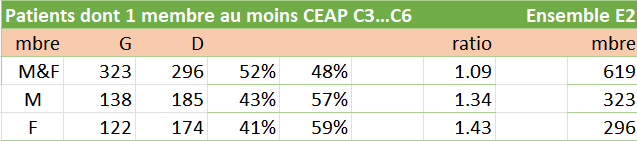 Patients dont 1 membre au moins CEAP C3...C6 Ensemble E2
mbre G D ratio mbre
M&F 323 296 52% 48% 1.09 619
M 138 185 43% 57% 1.34 323
F 122 174 41% 59% 1.43 296